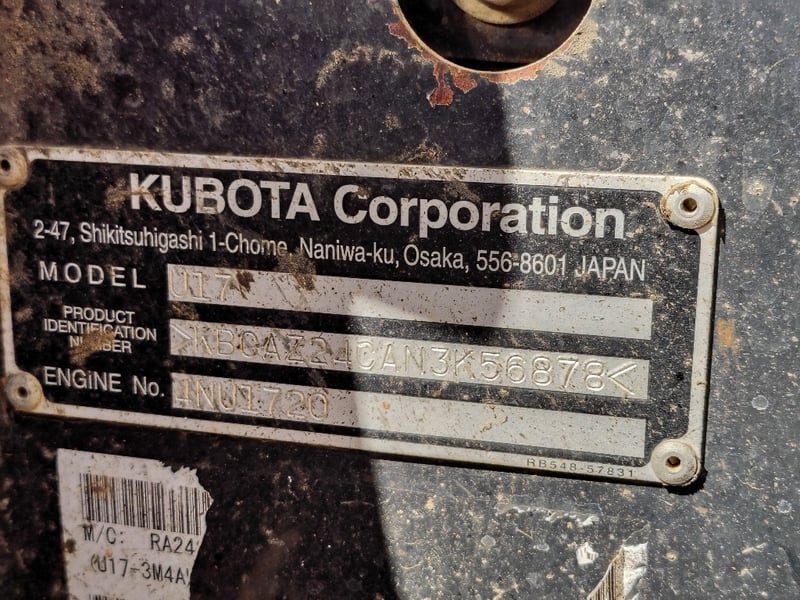 KUBOTA Corporation
2-47, Shikitsuhigashi 1-Chome, Naniwa-ku, Osaka, 556-8601 JAPAN
MODEL U17
PRODUCT IDENTIFICATION NUMBER >KBCAZ24CAN3K56878<
ENGINE No. 4NU1720
RB548-57831
M/C: RA24
(U17-3M4A